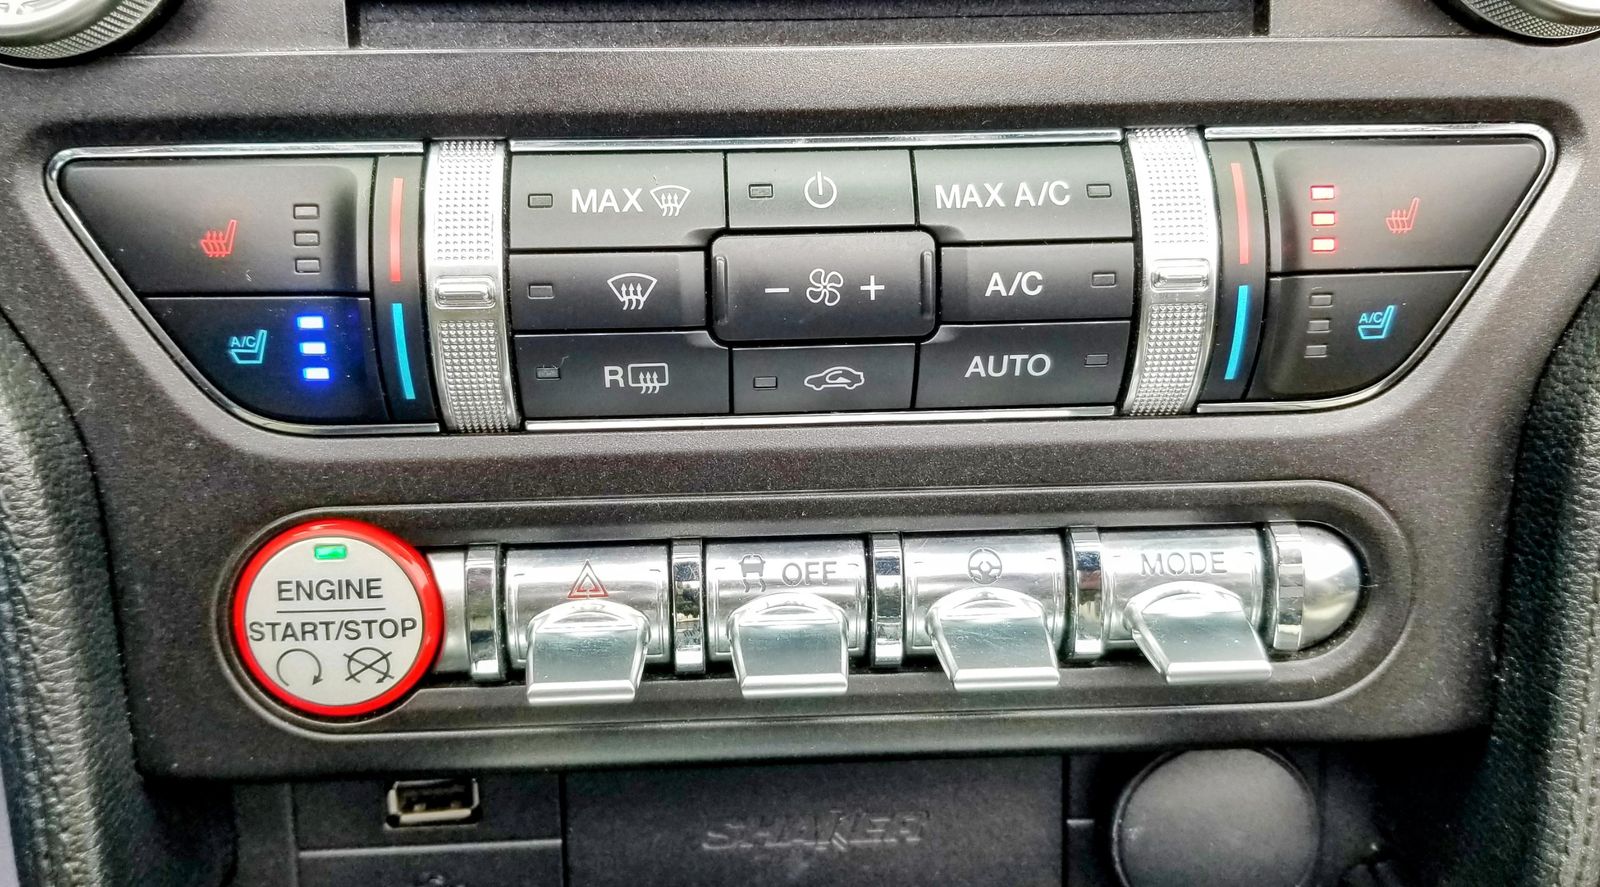 MAX
MAX A/C
A/C
A/C
R
AUTO
A/C
ENGINE
START/STOP
OFF
MODE
SHAKER